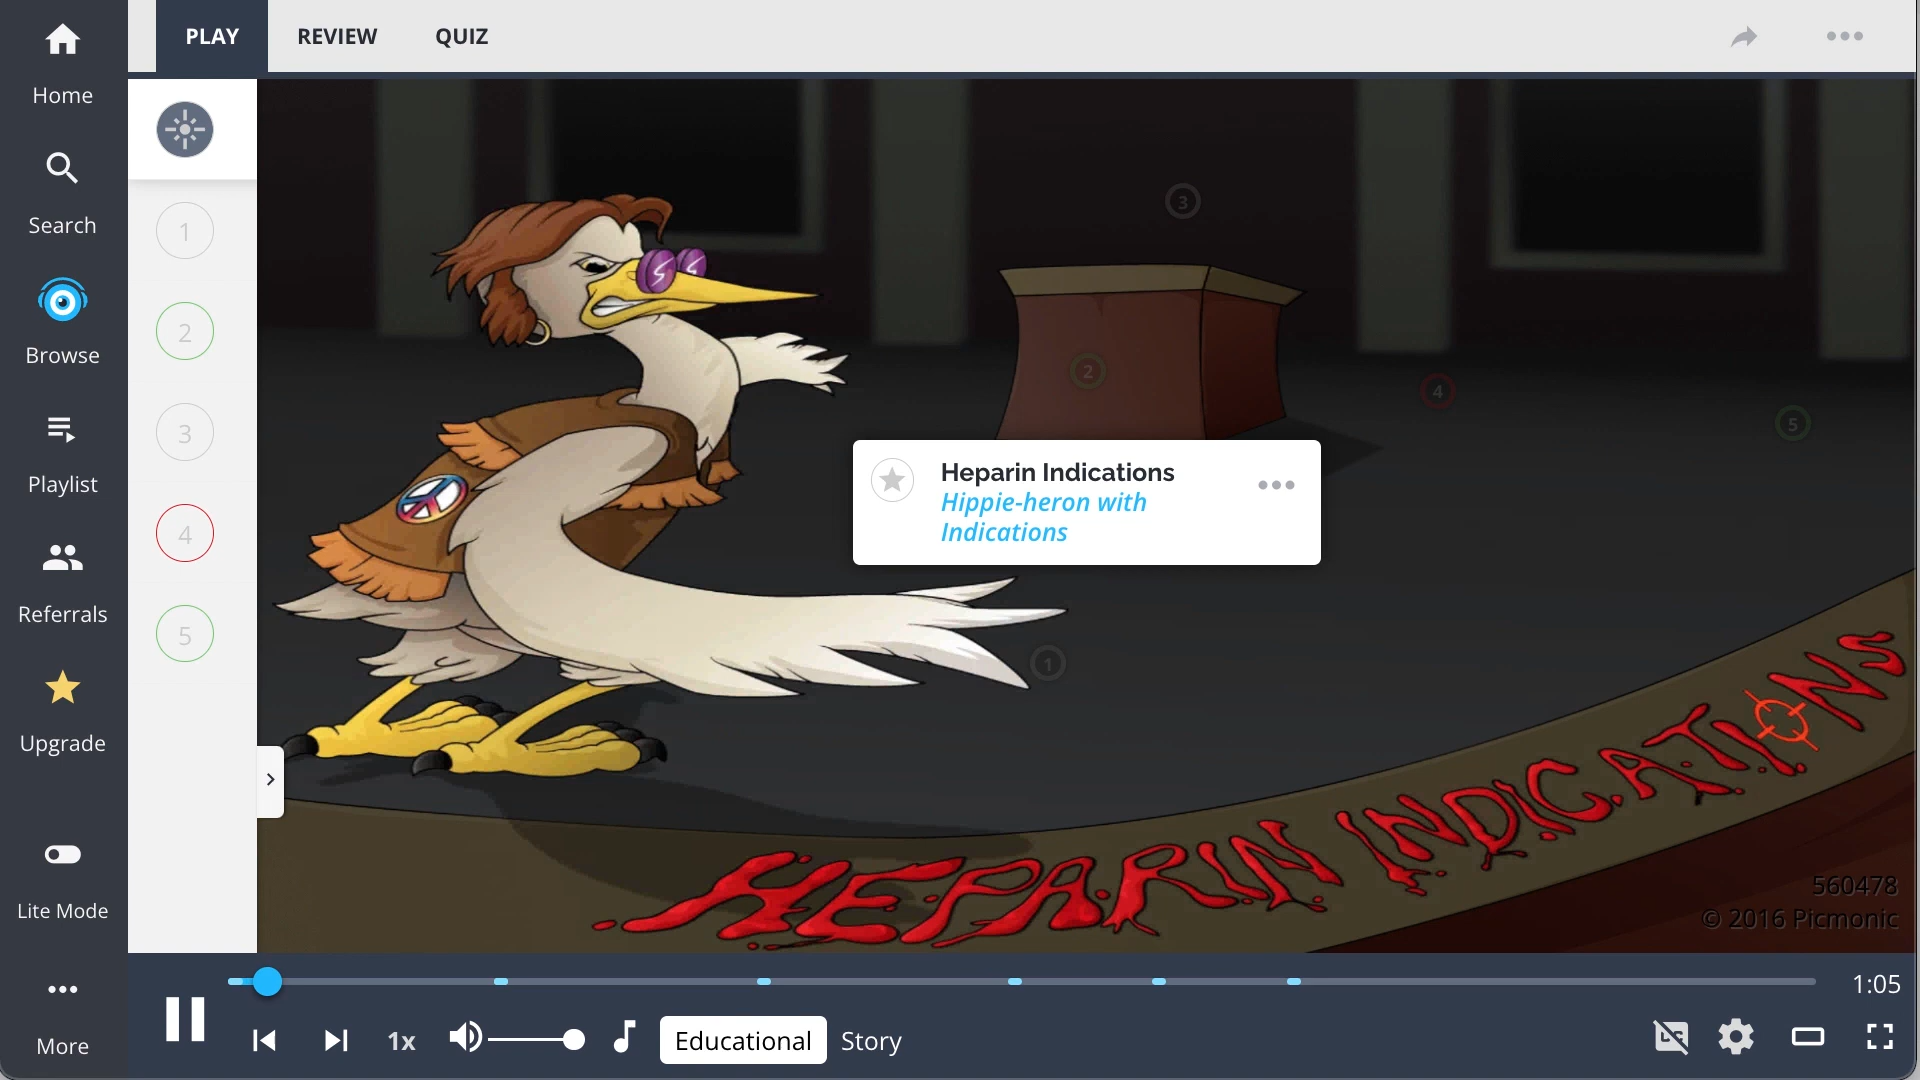 PLAY REVIEW QUIZ
Home
Search
Browse
Playlist
Referrals
Upgrade
Lite Mode
More
1
2
3
4
5
3
2
4
5
1
Heparin Indications
Hippie-heron with
Indications
HEPARIN INDICATIONS
560478
© 2016 Picmonic
1:05
1x Educational Story